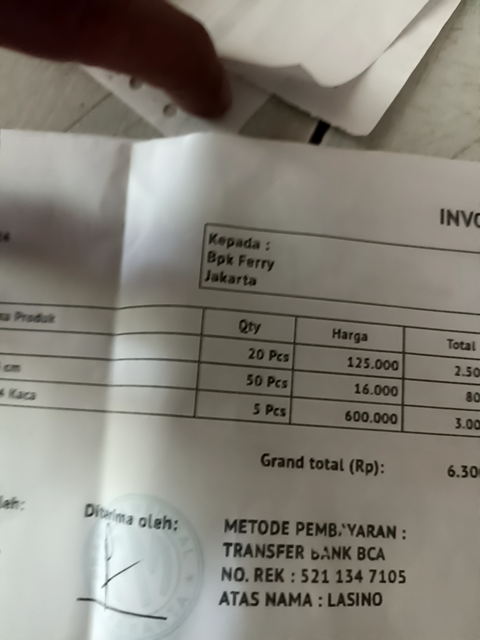 INVO
Kepada :
Bpk Ferry
Jakarta
Produk Qty Harga Total
20 Pcs 125.000 2.50
cm 50 Pcs 16.000 80
Kaca 5 Pcs 600.000 3.00
Grand total (Rp): 6.30
Diterima oleh:
METODE PEMBAYARAN :
TRANSFER BANK BCA
NO. REK : 521 134 7105
ATAS NAMA : LASINO